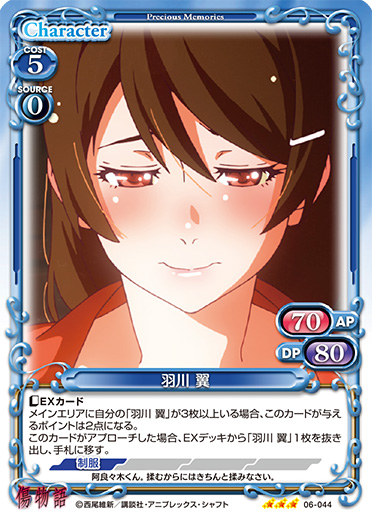 Precious Memories
Character
COST
5
SOURCE
0
70 AP
DP 80
羽川 翼
EXカード
メインエリアに自分の「羽川 翼」が3枚以上いる場合、このカードが与え
るポイントは2点になる。
このカードがアプローチした場合、EXデッキから「羽川 翼」1枚を抜き
出し、手札に移す。
制服
阿良々木くん。揉むからにはきちんと揉みなさい。
傷物語
©西尾維新／講談社・アニプレックス・シャフト
06-044